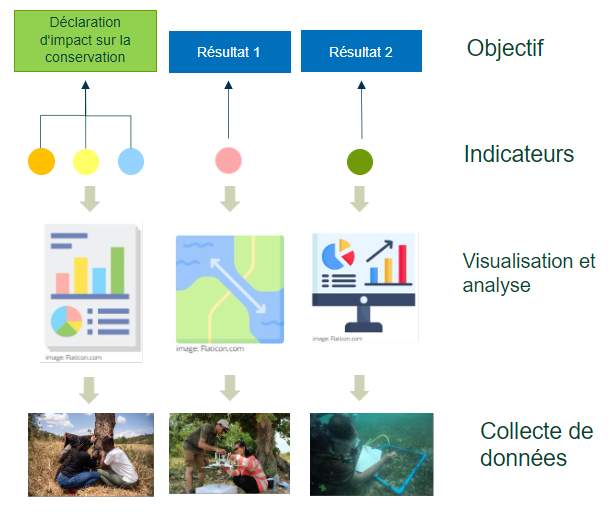 Déclaration
d'impact sur la
conservation
Résultat 1
Résultat 2
Objectif
Indicateurs
Visualisation et
analyse
image: Flaticon.com
image: Flaticon.com
image: Flaticon.com
Collecte de
données